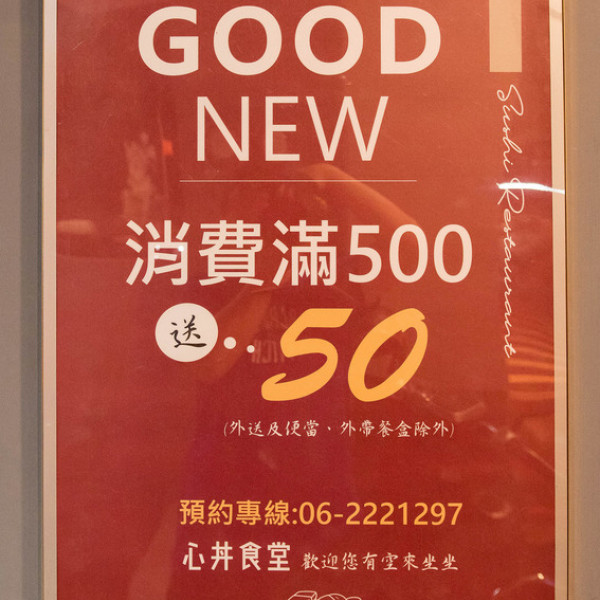 GOOD
NEW
Sushi Restaurant
消費滿500
送‥50
(外送及便當、外帶餐盒除外)
預約專線:06-2221297
心丼食堂 歡迎您有空來坐坐